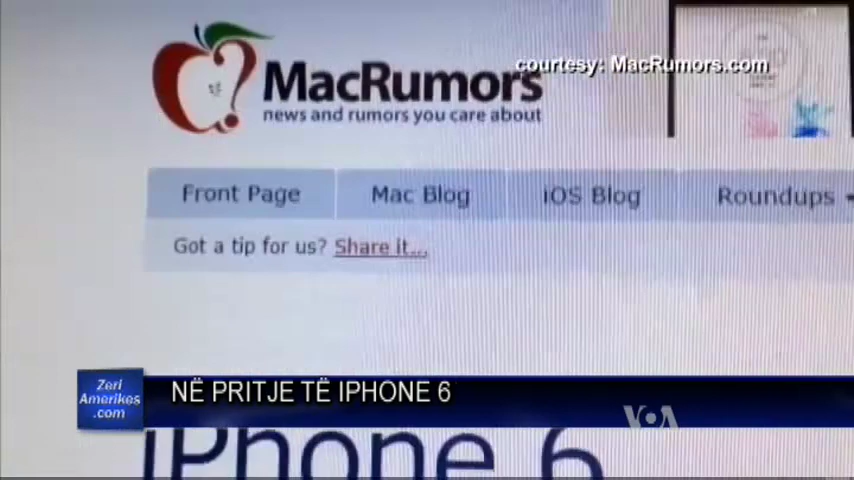 MacRumors
news and rumors you care about
courtesy: MacRumors.com
Front Page Mac Blog iOS Blog Roundups
Got a tip for us? Share it...
Zeri
Amerikes
.com
NË PRITJE TË IPHONE 6
VOA
iPhone 6